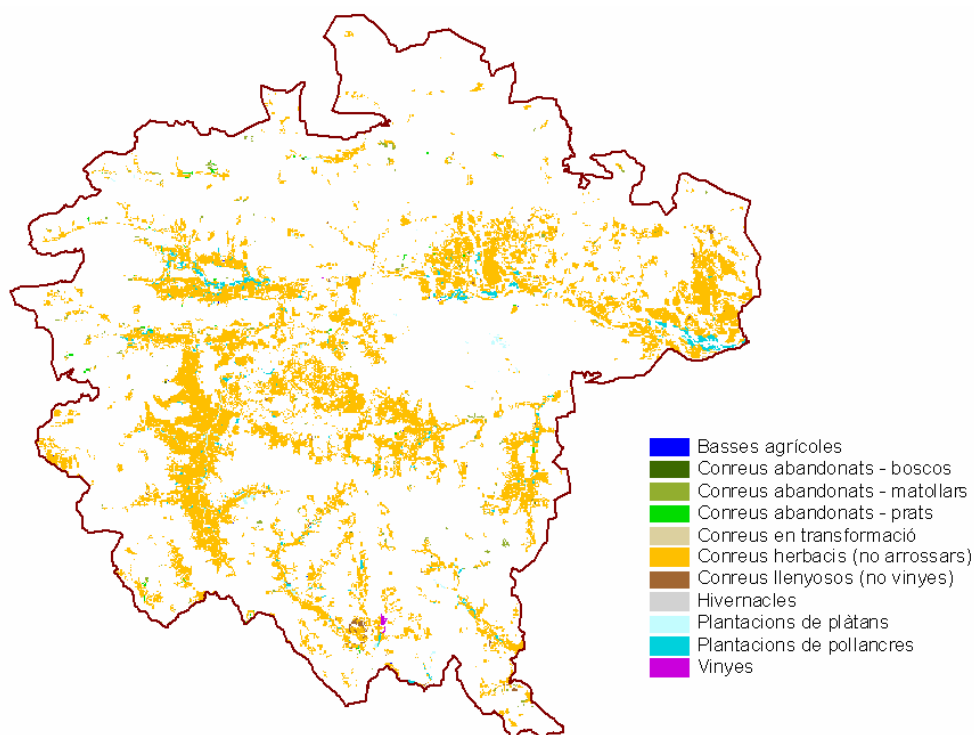 Basses agrícoles
Conreus abandonats - boscos
Conreus abandonats - matollars
Conreus abandonats - prats
Conreus en transformació
Conreus herbacis (no arrossars)
Conreus llenyosos (no vinyes)
Hivernacles
Plantacions de plàtans
Plantacions de pollancres
Vinyes